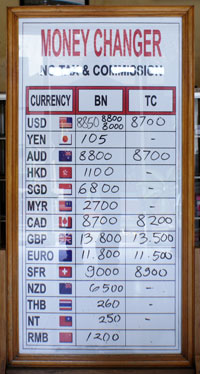 MONEY CHANGER
NO TAX & COMMISSION
CURRENCY BN TC
USD 8850 8800 8000 8700
YEN 105 -
AUD 8800 8700
HKD 1100 -
SGD 6800 -
MYR 2700 -
CAD 8700 8200
GBP 13.800 13.500
EURO 11.800 11.500
SFR 9000 8900
NZD 6500 -
THB 260 -
NT 250 -
RMB 1200 -